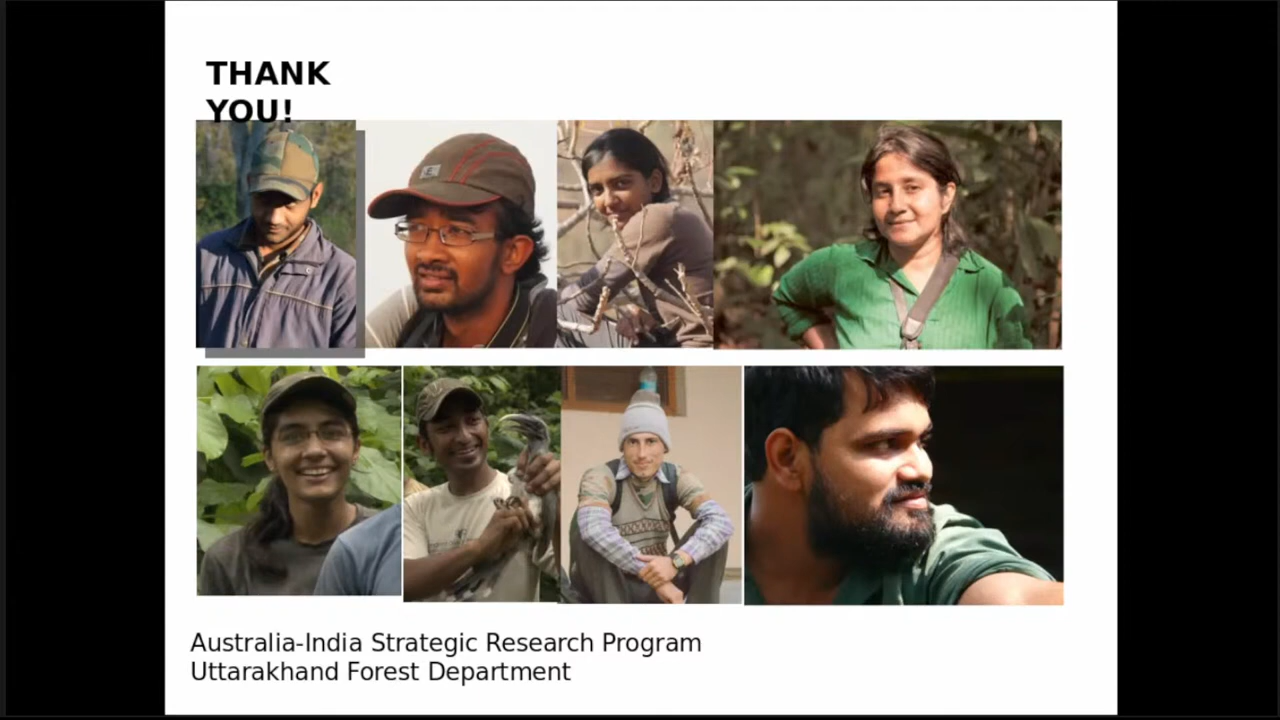 THANK
YOU!
Australia-India Strategic Research Program
Uttarakhand Forest Department